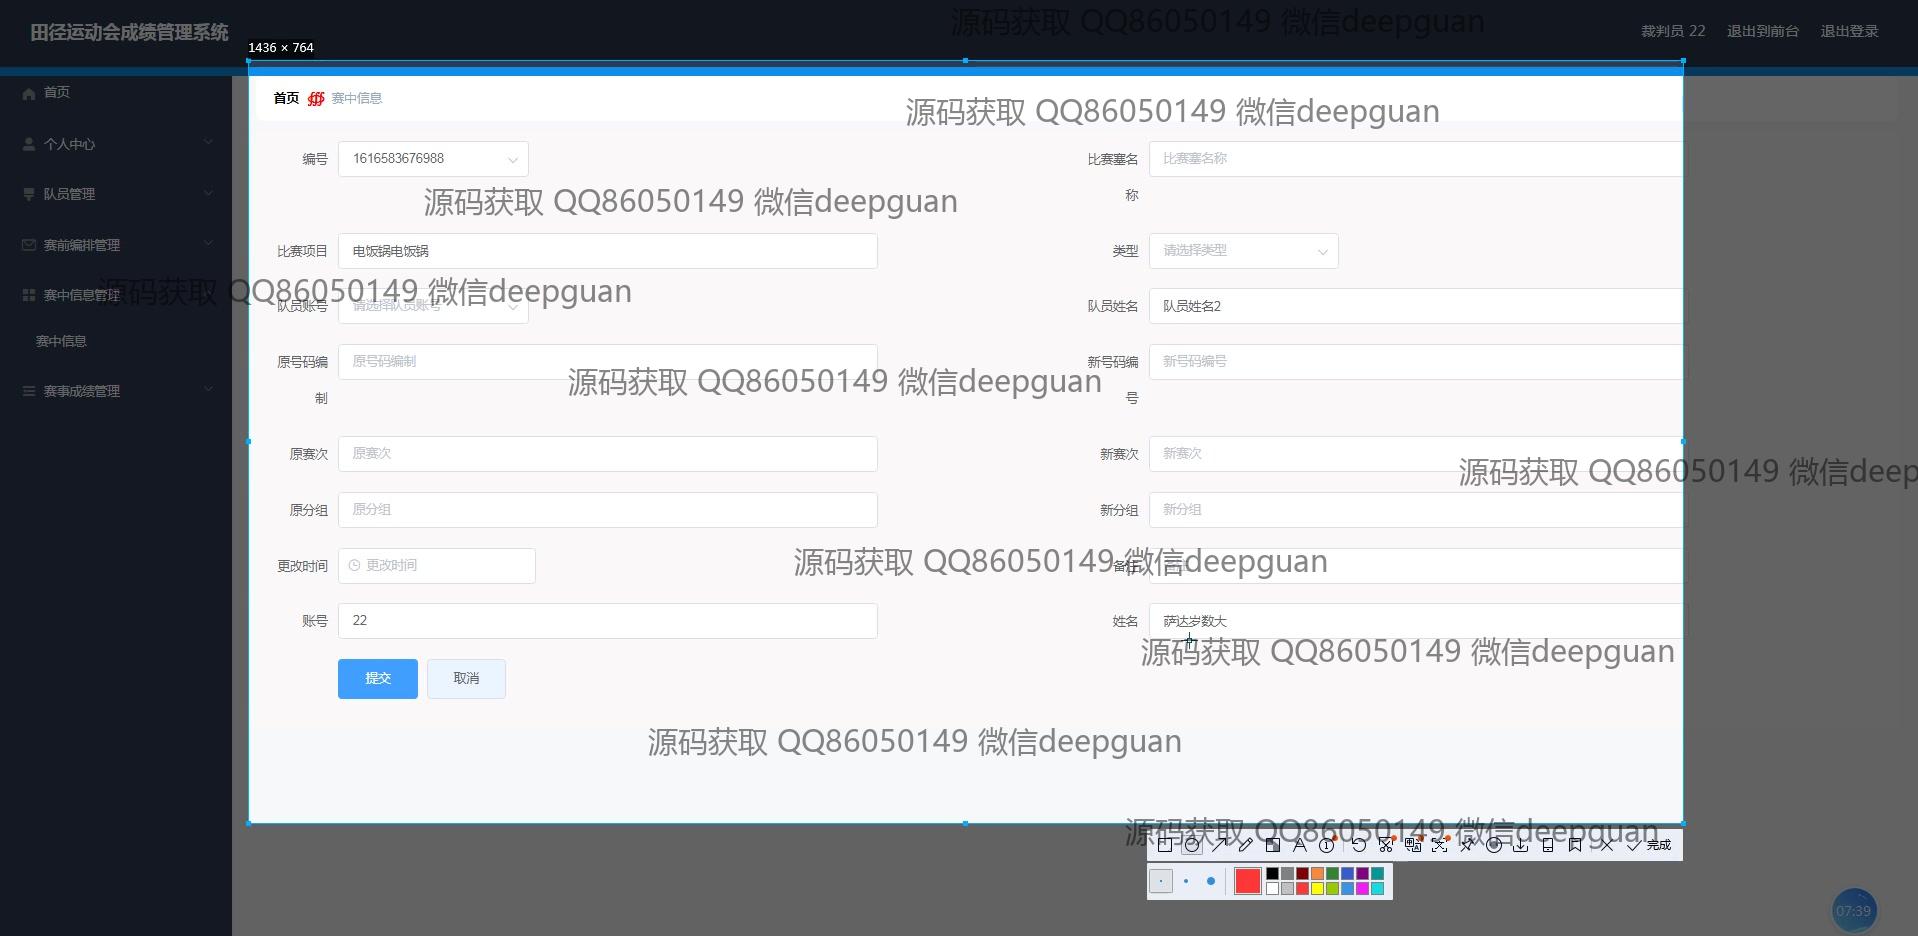 田径运动会成绩管理系统
裁判员 22 退出到前台 退出登录
源码获取 QQ86050149 微信deepguan
1436 × 764
首页
个人中心
队员管理
赛前编排管理
赛中信息管理
赛中信息
赛事成绩管理
首页 赛中信息
源码获取 QQ86050149 微信deepguan
编号 1616583676988
比赛塞名称 比赛塞名称
源码获取 QQ86050149 微信deepguan
比赛项目 电饭锅电饭锅
类型 请选择类型
源码获取 QQ86050149 微信deepguan
队员账号 请选择队员账号
队员姓名 队员姓名2
原号码编制 原号码编制
新号码编号 新号码编号
源码获取 QQ86050149 微信deepguan
原赛次 原赛次
新赛次 新赛次
源码获取 QQ86050149 微信deep
原分组 原分组
新分组 新分组
更改时间 更改时间
备注
源码获取 QQ86050149 微信deepguan
账号 22
姓名 萨达岁数大
源码获取 QQ86050149 微信deepguan
提交 取消
源码获取 QQ86050149 微信deepguan
源码获取 QQ86050149 微信deepguan
完成
07:39